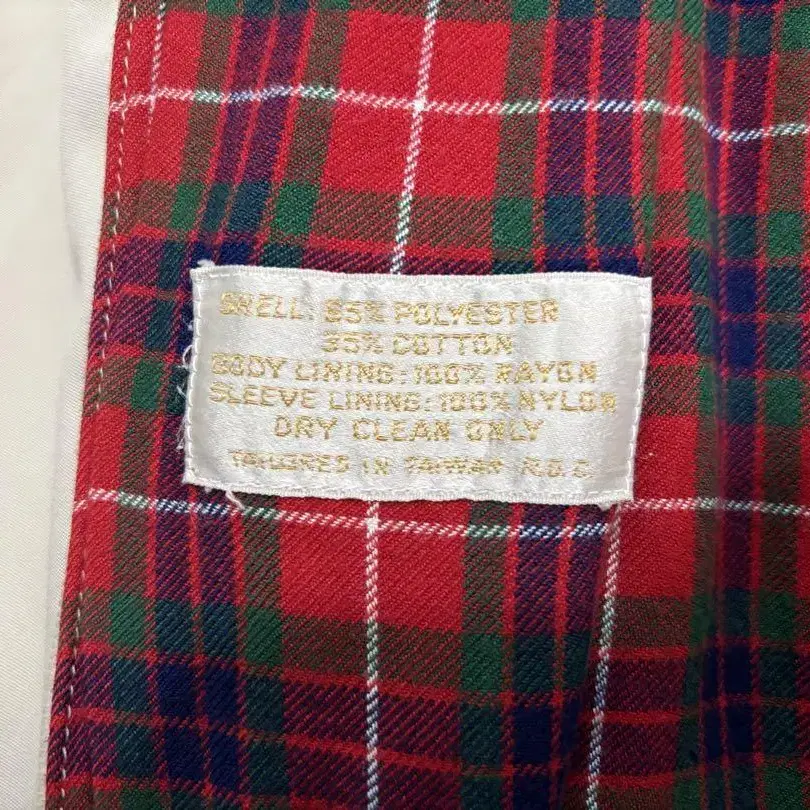 SHELL: 65% POLYESTER
35% COTTON
BODY LINING: 100% RAYON
SLEEVE LINING: 100% NYLON
DRY CLEAN ONLY
TAILORED IN TAIWAN R.O.C